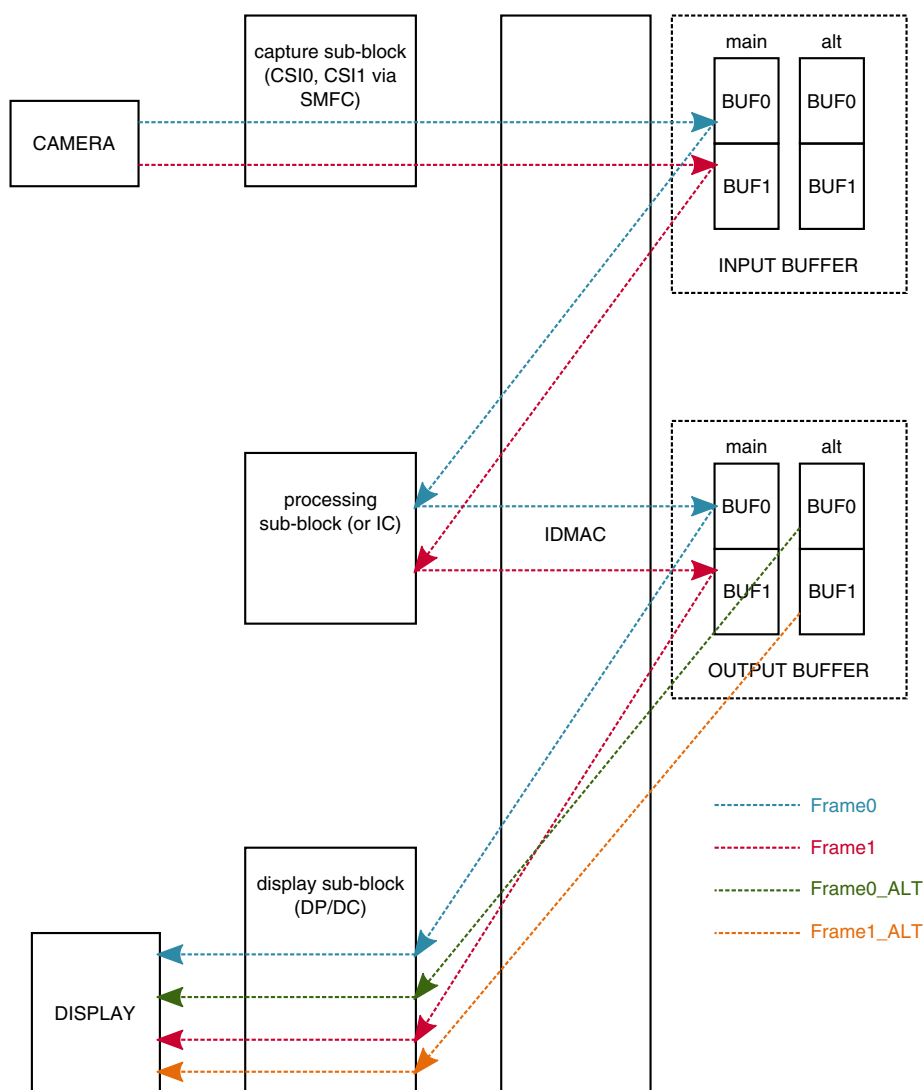 capture sub-block
(CSI0, CSI1 via
SMFC)
main
alt
CAMERA
BUF0
BUF0
BUF1
BUF1
INPUT BUFFER
main
alt
processing
sub-block (or IC)
IDMAC
BUF0
BUF0
BUF1
BUF1
OUTPUT BUFFER
Frame0
Frame1
Frame0_ALT
Frame1_ALT
display sub-block
(DP/DC)
DISPLAY